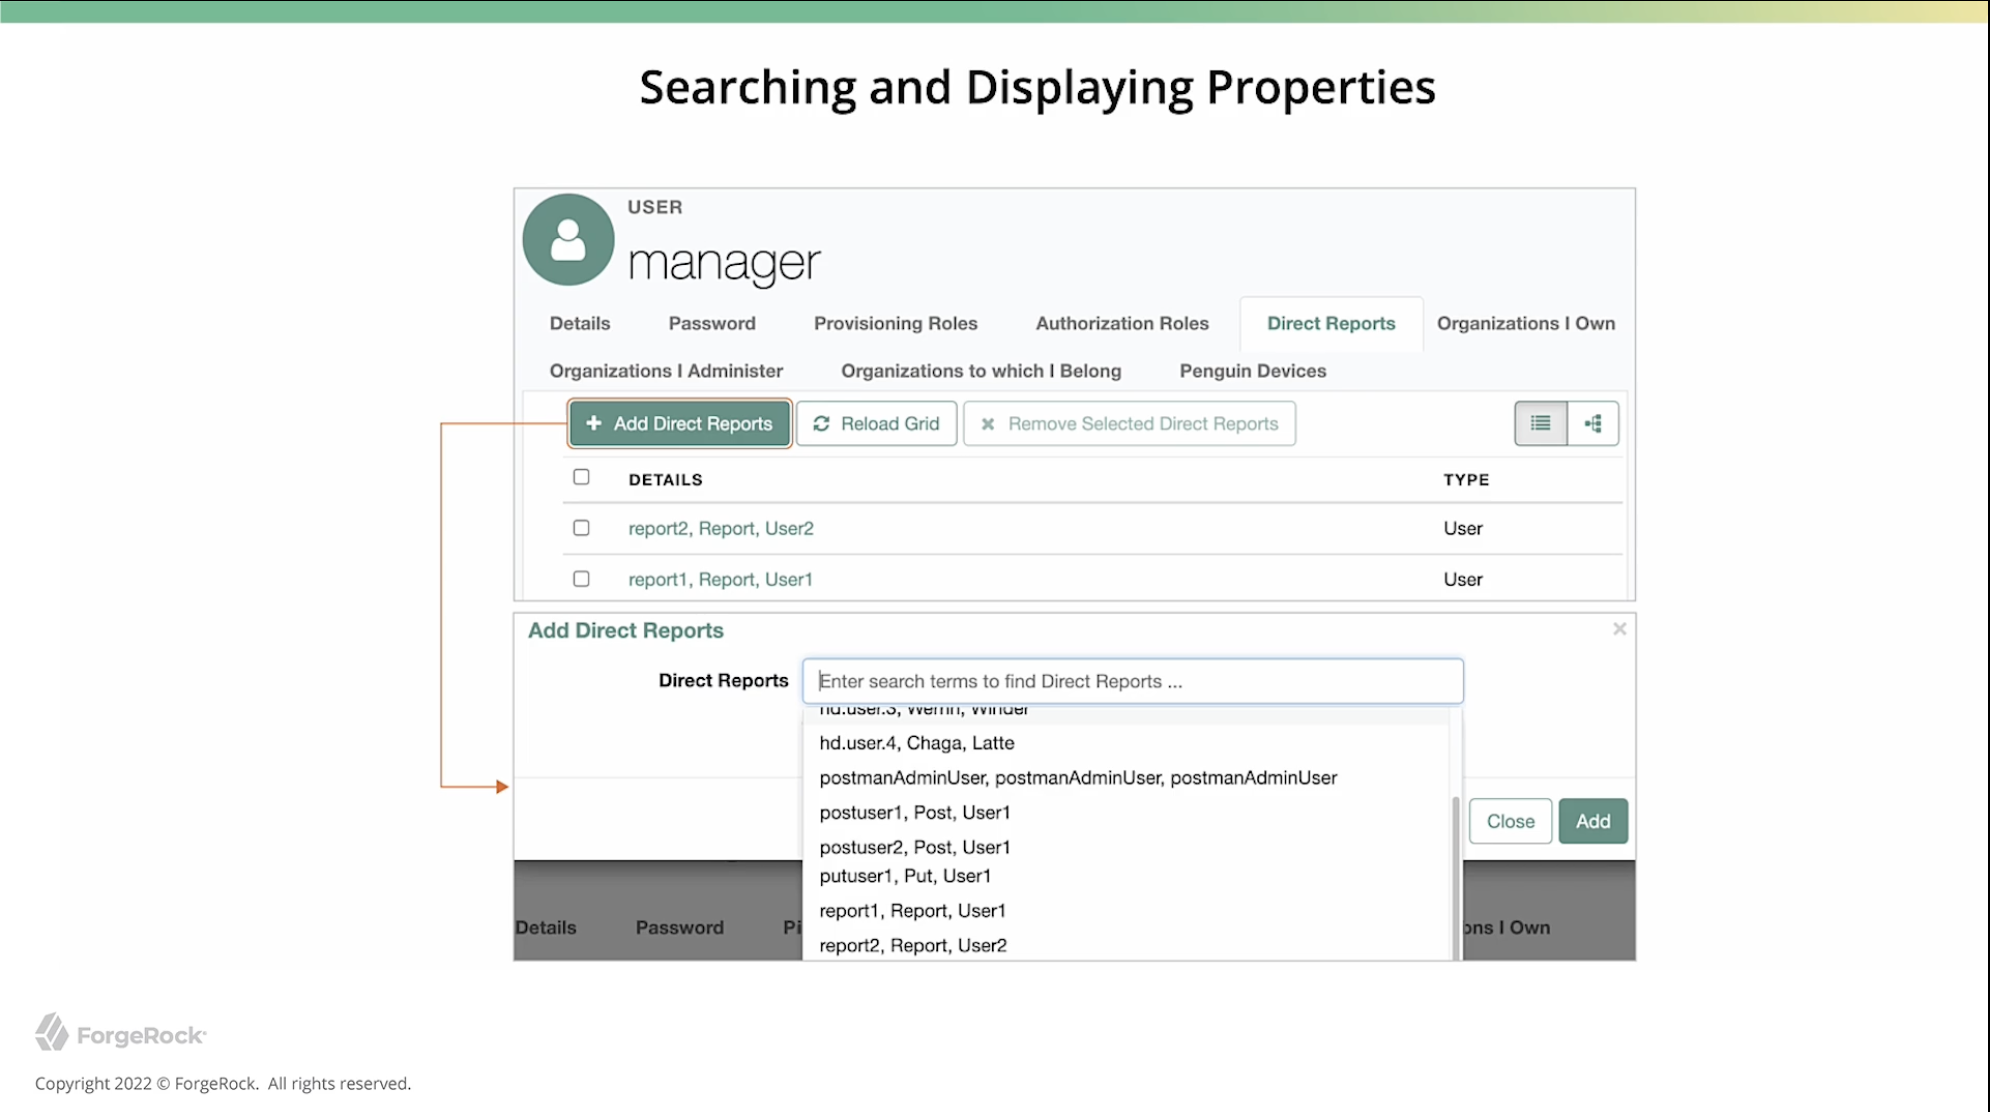 Searching and Displaying Properties
USER
manager
Details Password Provisioning Roles Authorization Roles Direct Reports Organizations I Own
Organizations I Administer Organizations to which I Belong Penguin Devices
+ Add Direct Reports Reload Grid × Remove Selected Direct Reports
DETAILS TYPE
report2, Report, User2 User
report1, Report, User1 User
Add Direct Reports ×
Direct Reports Enter search terms to find Direct Reports ...
hd.user.3, Winder
hd.user.4, Chaga, Latte
postmanAdminUser, postmanAdminUser, postmanAdminUser
postuser1, Post, User1
Close Add
postuser2, Post, User1
putuser1, Put, User1
report1, Report, User1
Details Password ons I Own
report2, Report, User2
ForgeRock
Copyright 2022 © ForgeRock. All rights reserved.